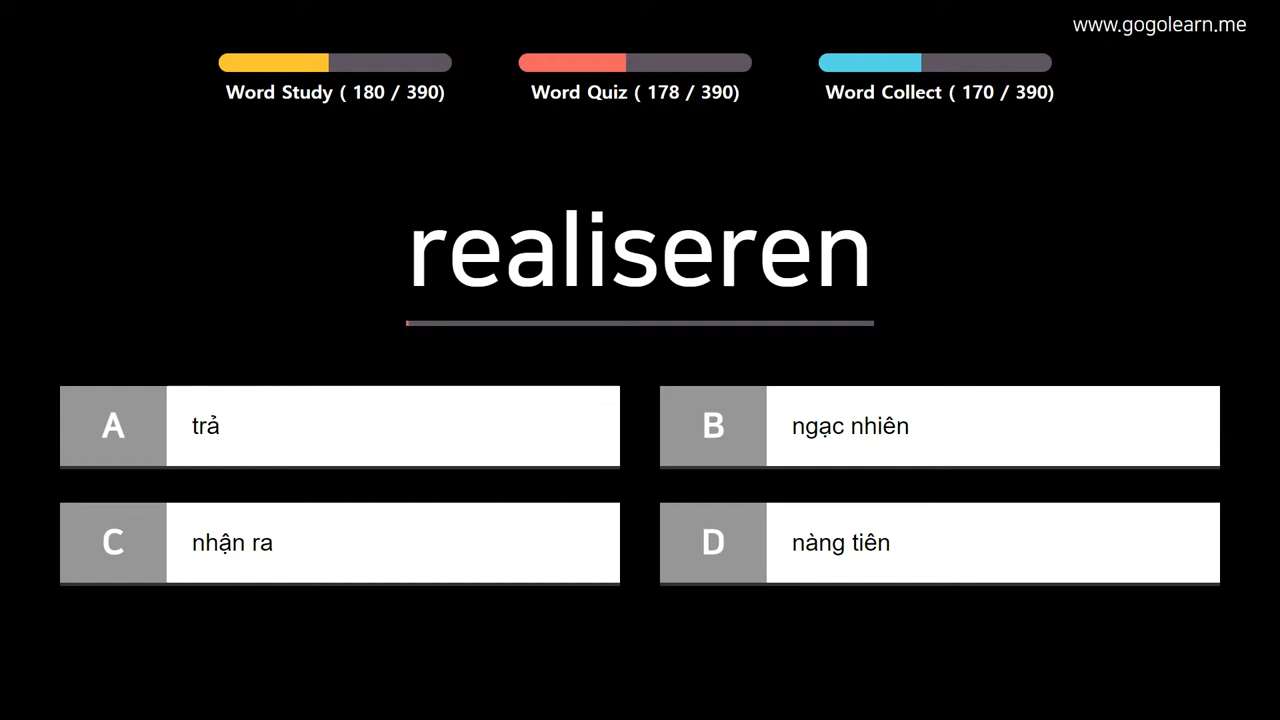 www.gogolearn.me
Word Study ( 180 / 390)
Word Quiz ( 178 / 390)
Word Collect ( 170 / 390)
realiseren
A trả
B ngạc nhiên
C nhận ra
D nàng tiên